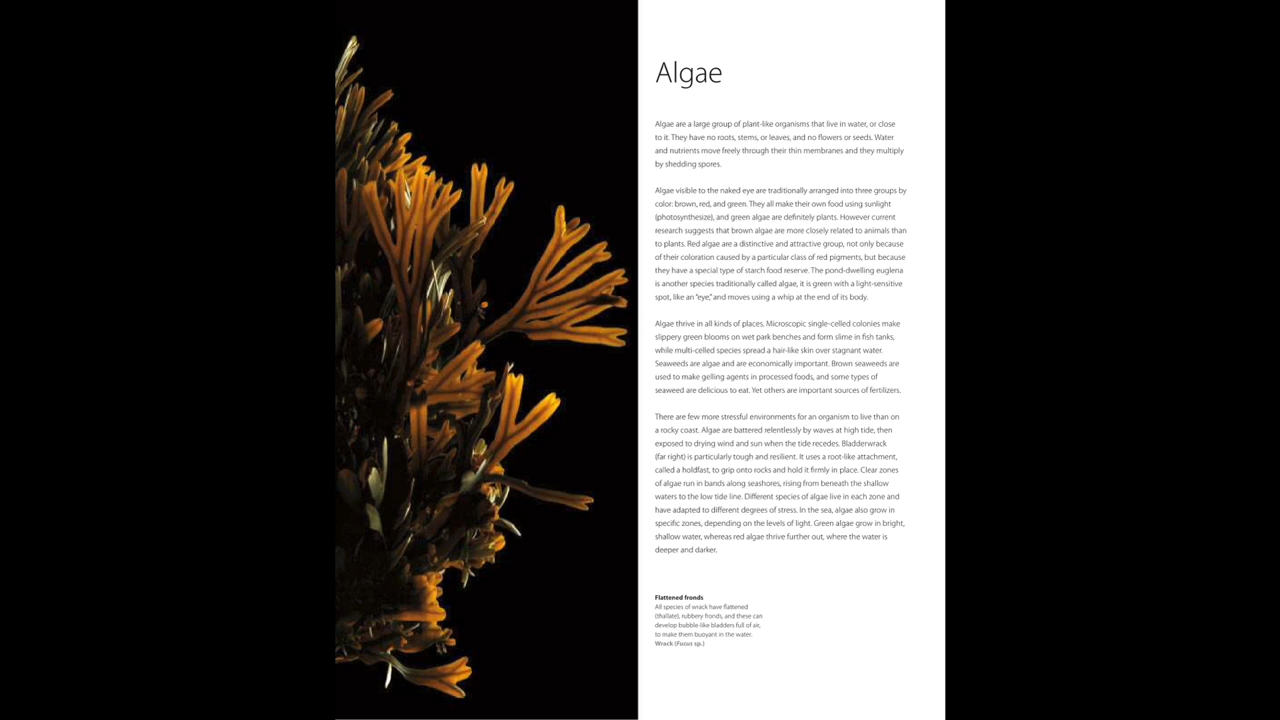 Algae
Algae are a large group of plant-like organisms that live in water, or close
to it. They have no roots, stems, or leaves, and no flowers or seeds. Water
and nutrients move freely through their thin membranes and they multiply
by shedding spores.
Algae visible to the naked eye are traditionally arranged into three groups by
color: brown, red, and green. They all make their own food using sunlight
(photosynthesize), and green algae are definitely plants. However current
research suggests that brown algae are more closely related to animals than
to plants. Red algae are a distinctive and attractive group, not only because
of their coloration caused by a particular class of red pigments, but because
they have a special type of starch food reserve. The pond-dwelling euglena
is another species traditionally called algae, it is green with a light-sensitive
spot, like an “eye,” and moves using a whip at the end of its body.
Algae thrive in all kinds of places. Microscopic single-celled colonies make
slippery green blooms on wet park benches and form slime in fish tanks,
while multi-celled species spread a hair-like skin over stagnant water.
Seaweeds are algae and are economically important. Brown seaweeds are
used to make gelling agents in processed foods, and some types of
seaweed are delicious to eat. Yet others are important sources of fertilizers.
There are few more stressful environments for an organism to live than on
a rocky coast. Algae are battered relentlessly by waves at high tide, then
exposed to drying wind and sun when the tide recedes. Bladderwrack
(far right) is particularly tough and resilient. It uses a root-like attachment,
called a holdfast, to grip onto rocks and hold it firmly in place. Clear zones
of algae run in bands along seashores, rising from beneath the shallow
waters to the low tide line. Different species of algae live in each zone and
have adapted to different degrees of stress. In the sea, algae also grow in
specific zones, depending on the levels of light. Green algae grow in bright,
shallow water, whereas red algae thrive further out, where the water is
deeper and darker.
Flattened fronds
All species of wrack have flattened
(thallate), rubbery fronds, and these can
develop bubble-like bladders full of air,
to make them buoyant in the water.
Wrack (Fucus sp.)